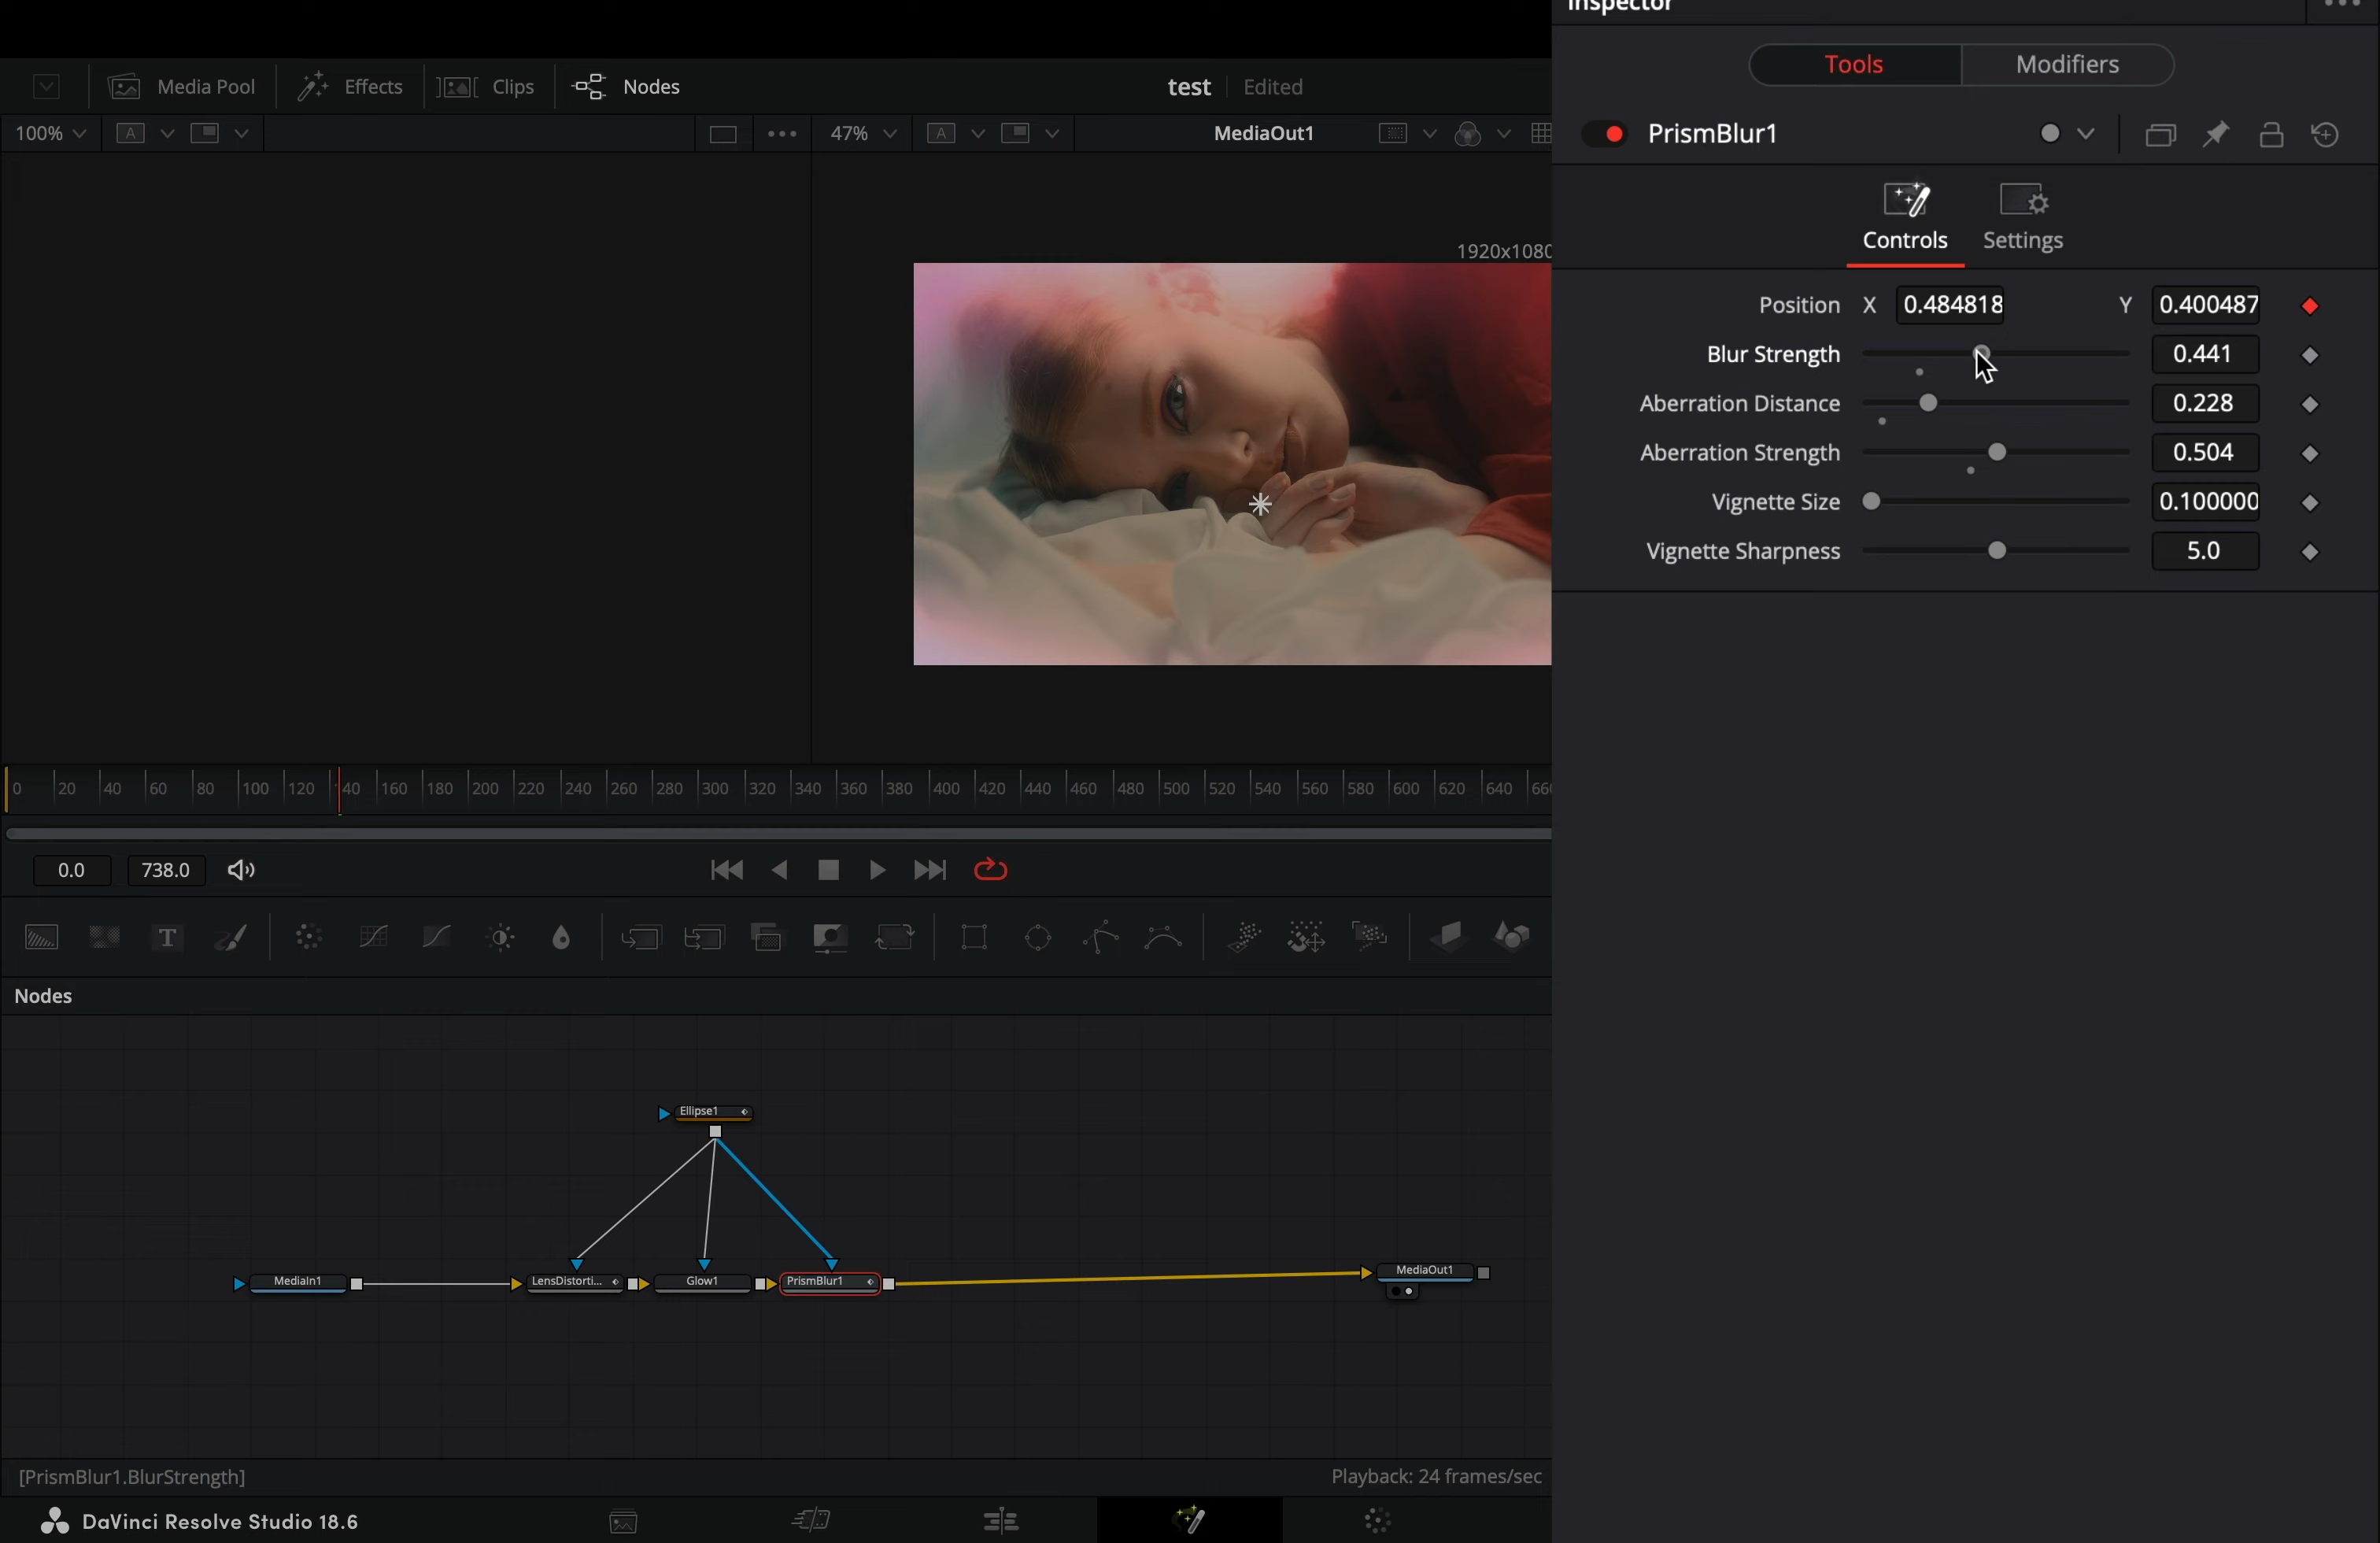 Inspector
Tools Modifiers
Media Pool Effects Clips Nodes test Edited
100% A 47% A MediaOut1
PrismBlur1
Controls Settings
1920x1080
Position X 0.484818 Y 0.400487
Blur Strength 0.441
Aberration Distance 0.228
Aberration Strength 0.504
Vignette Size 0.100000
Vignette Sharpness 5.0
0 20 40 60 80 100 120 40 160 180 200 220 240 260 280 300 320 340 360 380 400 420 440 460 480 500 520 540 560 580 600 620 640 66
0.0 738.0
T
Nodes
Ellipse1
MediaIn1 LensDistorti... Glow1 PrismBlur1 MediaOut1
[PrismBlur1.BlurStrength] Playback: 24 frames/sec
DaVinci Resolve Studio 18.6